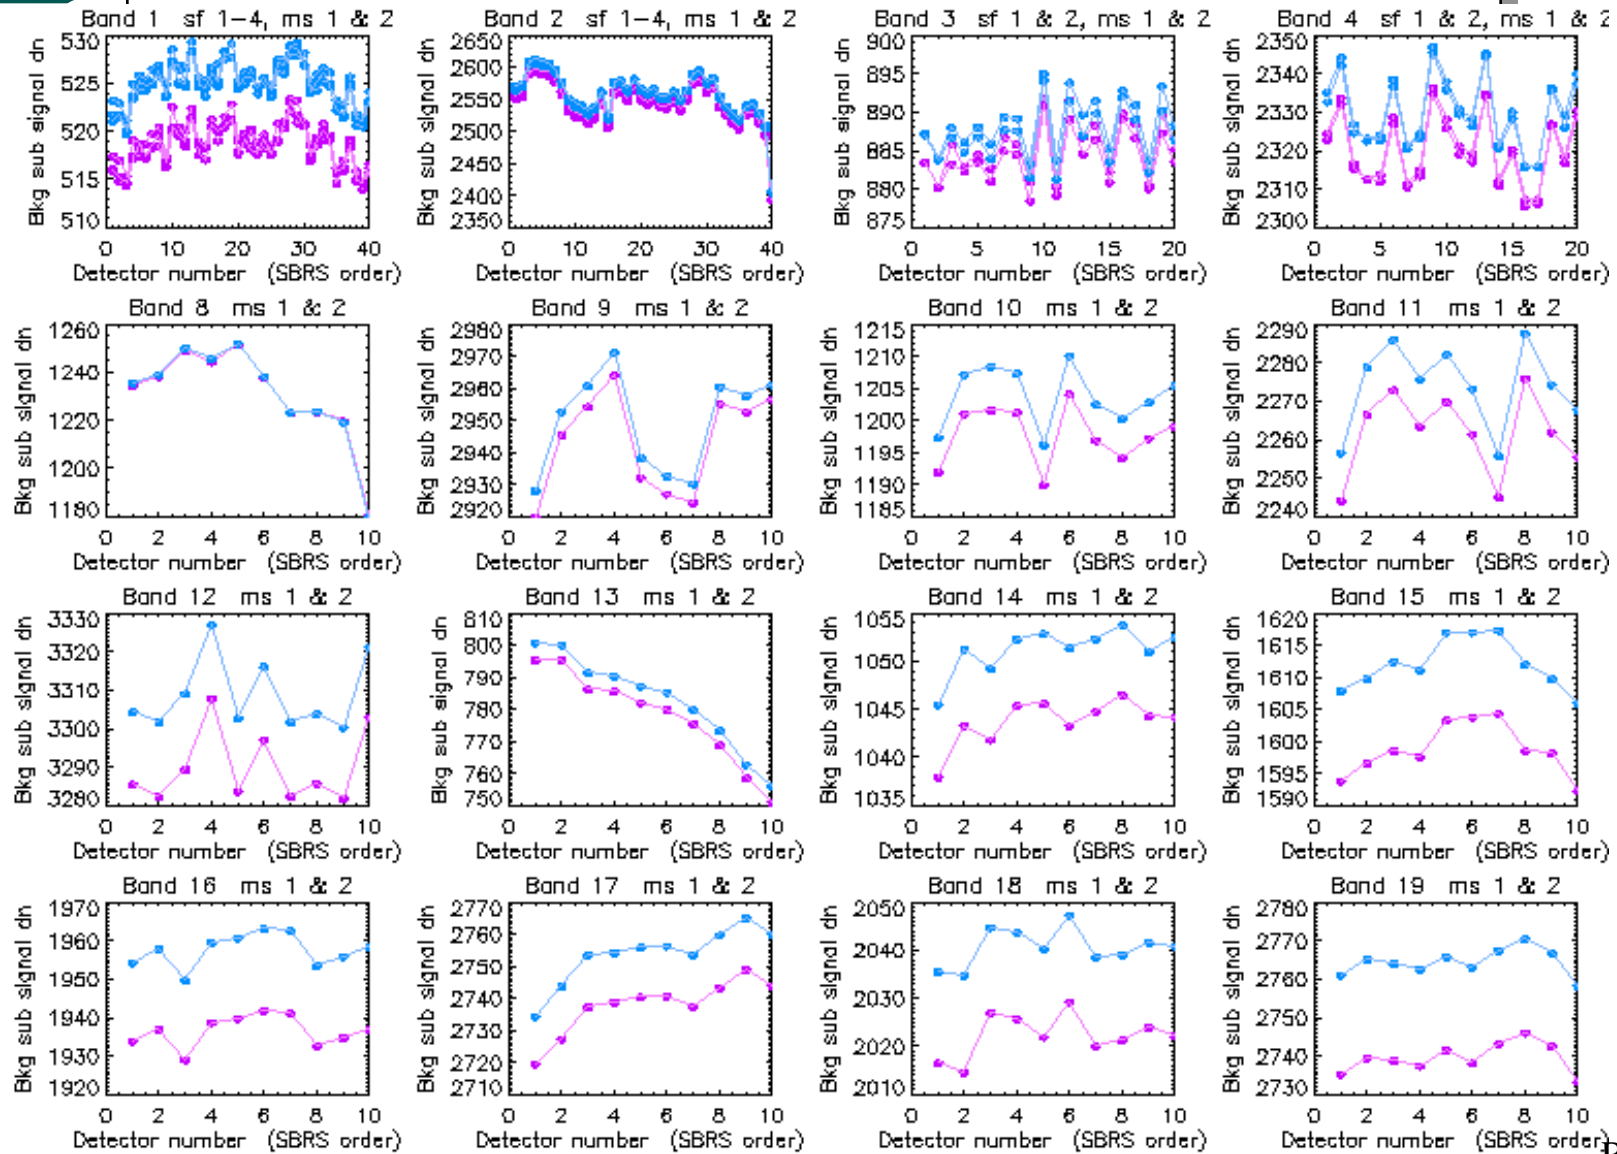 Band 1 sf 1-4, ms 1 & 2
Bkg sub signal dn
530
525
520
515
510
0 10 20 30 40
Detector number (SBRS order)
Band 2 sf 1-4, ms 1 & 2
Bkg sub signal dn
2650
2600
2550
2500
2450
2400
2350
0 10 20 30 40
Detector number (SBRS order)
Band 3 sf 1 & 2, ms 1 & 2
Bkg sub signal dn
900
895
890
885
880
875
0 5 10 15 20
Detector number (SBRS order)
Band 4 sf 1 & 2, ms 1 & 2
Bkg sub signal dn
2350
2340
2330
2320
2310
2300
0 5 10 15 20
Detector number (SBRS order)
Band 8 ms 1 & 2
Bkg sub signal dn
1260
1240
1220
1200
1180
0 2 4 6 8 10
Detector number (SBRS order)
Band 9 ms 1 & 2
Bkg sub signal dn
2980
2970
2960
2950
2940
2930
2920
0 2 4 6 8 10
Detector number (SBRS order)
Band 10 ms 1 & 2
Bkg sub signal dn
1215
1210
1205
1200
1195
1190
1185
0 2 4 6 8 10
Detector number (SBRS order)
Band 11 ms 1 & 2
Bkg sub signal dn
2290
2280
2270
2260
2250
2240
0 2 4 6 8 10
Detector number (SBRS order)
Band 12 ms 1 & 2
Bkg sub signal dn
3330
3320
3310
3300
3290
3280
0 2 4 6 8 10
Detector number (SBRS order)
Band 13 ms 1 & 2
Bkg sub signal dn
810
800
790
780
770
760
750
0 2 4 6 8 10
Detector number (SBRS order)
Band 14 ms 1 & 2
Bkg sub signal dn
1055
1050
1045
1040
1035
0 2 4 6 8 10
Detector number (SBRS order)
Band 15 ms 1 & 2
Bkg sub signal dn
1620
1615
1610
1605
1600
1595
1590
0 2 4 6 8 10
Detector number (SBRS order)
Band 16 ms 1 & 2
Bkg sub signal dn
1970
1960
1950
1940
1930
1920
0 2 4 6 8 10
Detector number (SBRS order)
Band 17 ms 1 & 2
Bkg sub signal dn
2770
2760
2750
2740
2730
2720
2710
0 2 4 6 8 10
Detector number (SBRS order)
Band 18 ms 1 & 2
Bkg sub signal dn
2050
2040
2030
2020
2010
0 2 4 6 8 10
Detector number (SBRS order)
Band 19 ms 1 & 2
Bkg sub signal dn
2780
2770
2760
2750
2740
2730
0 2 4 6 8 10
Detector number (SBRS order)